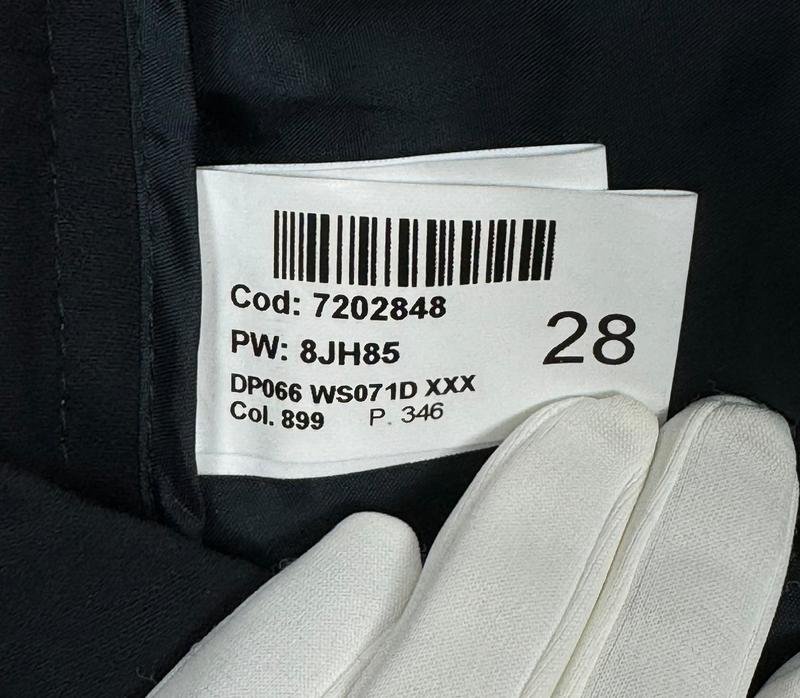 Cod: 7202848
PW: 8JH85
28
DP066 WS071D XXX
Col. 899 P. 346